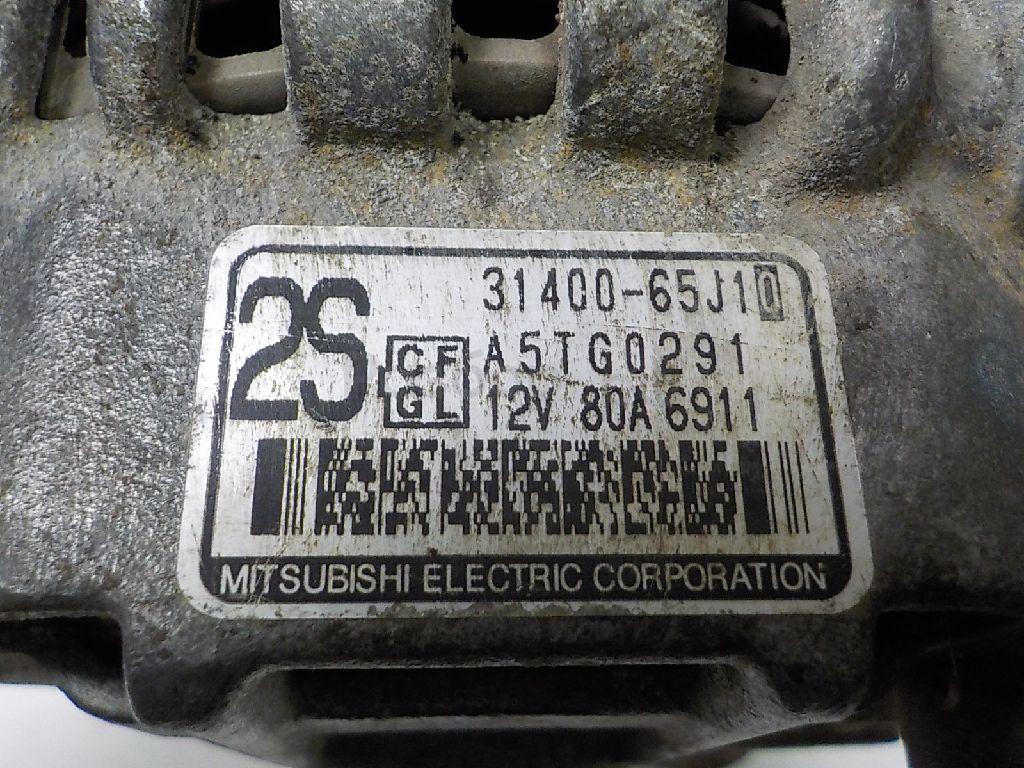 2S
31400-65J10
CF
GL
A5TG0291
12V 80A 6911
MITSUBISHI ELECTRIC CORPORATION